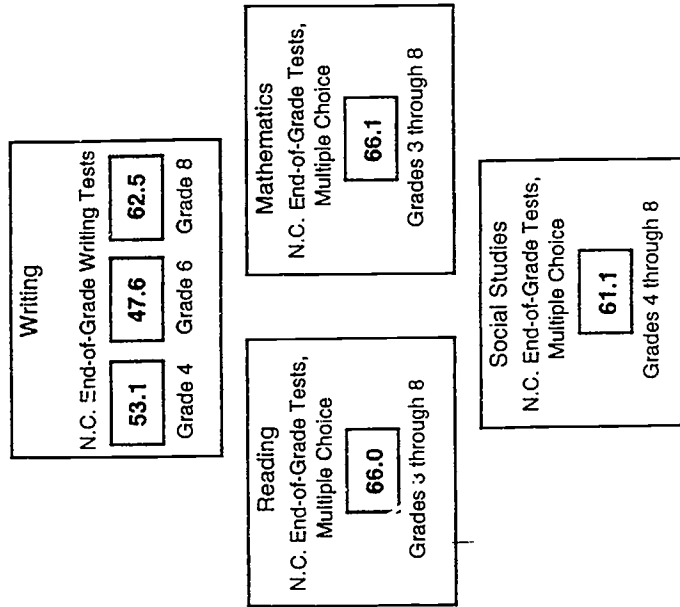 Writing
N.C. End-of-Grade Writing Tests
53.1 47.6 62.5
Grade 4 Grade 6 Grade 8
Reading
N.C. End-of-Grade Tests,
Multiple Choice
66.0
Grades 3 through 8
Mathematics
N.C. End-of-Grade Tests,
Multiple Choice
66.1
Grades 3 through 8
Social Studies
N.C. End-of-Grade Tests,
Multiple Choice
61.1
Grades 4 through 8